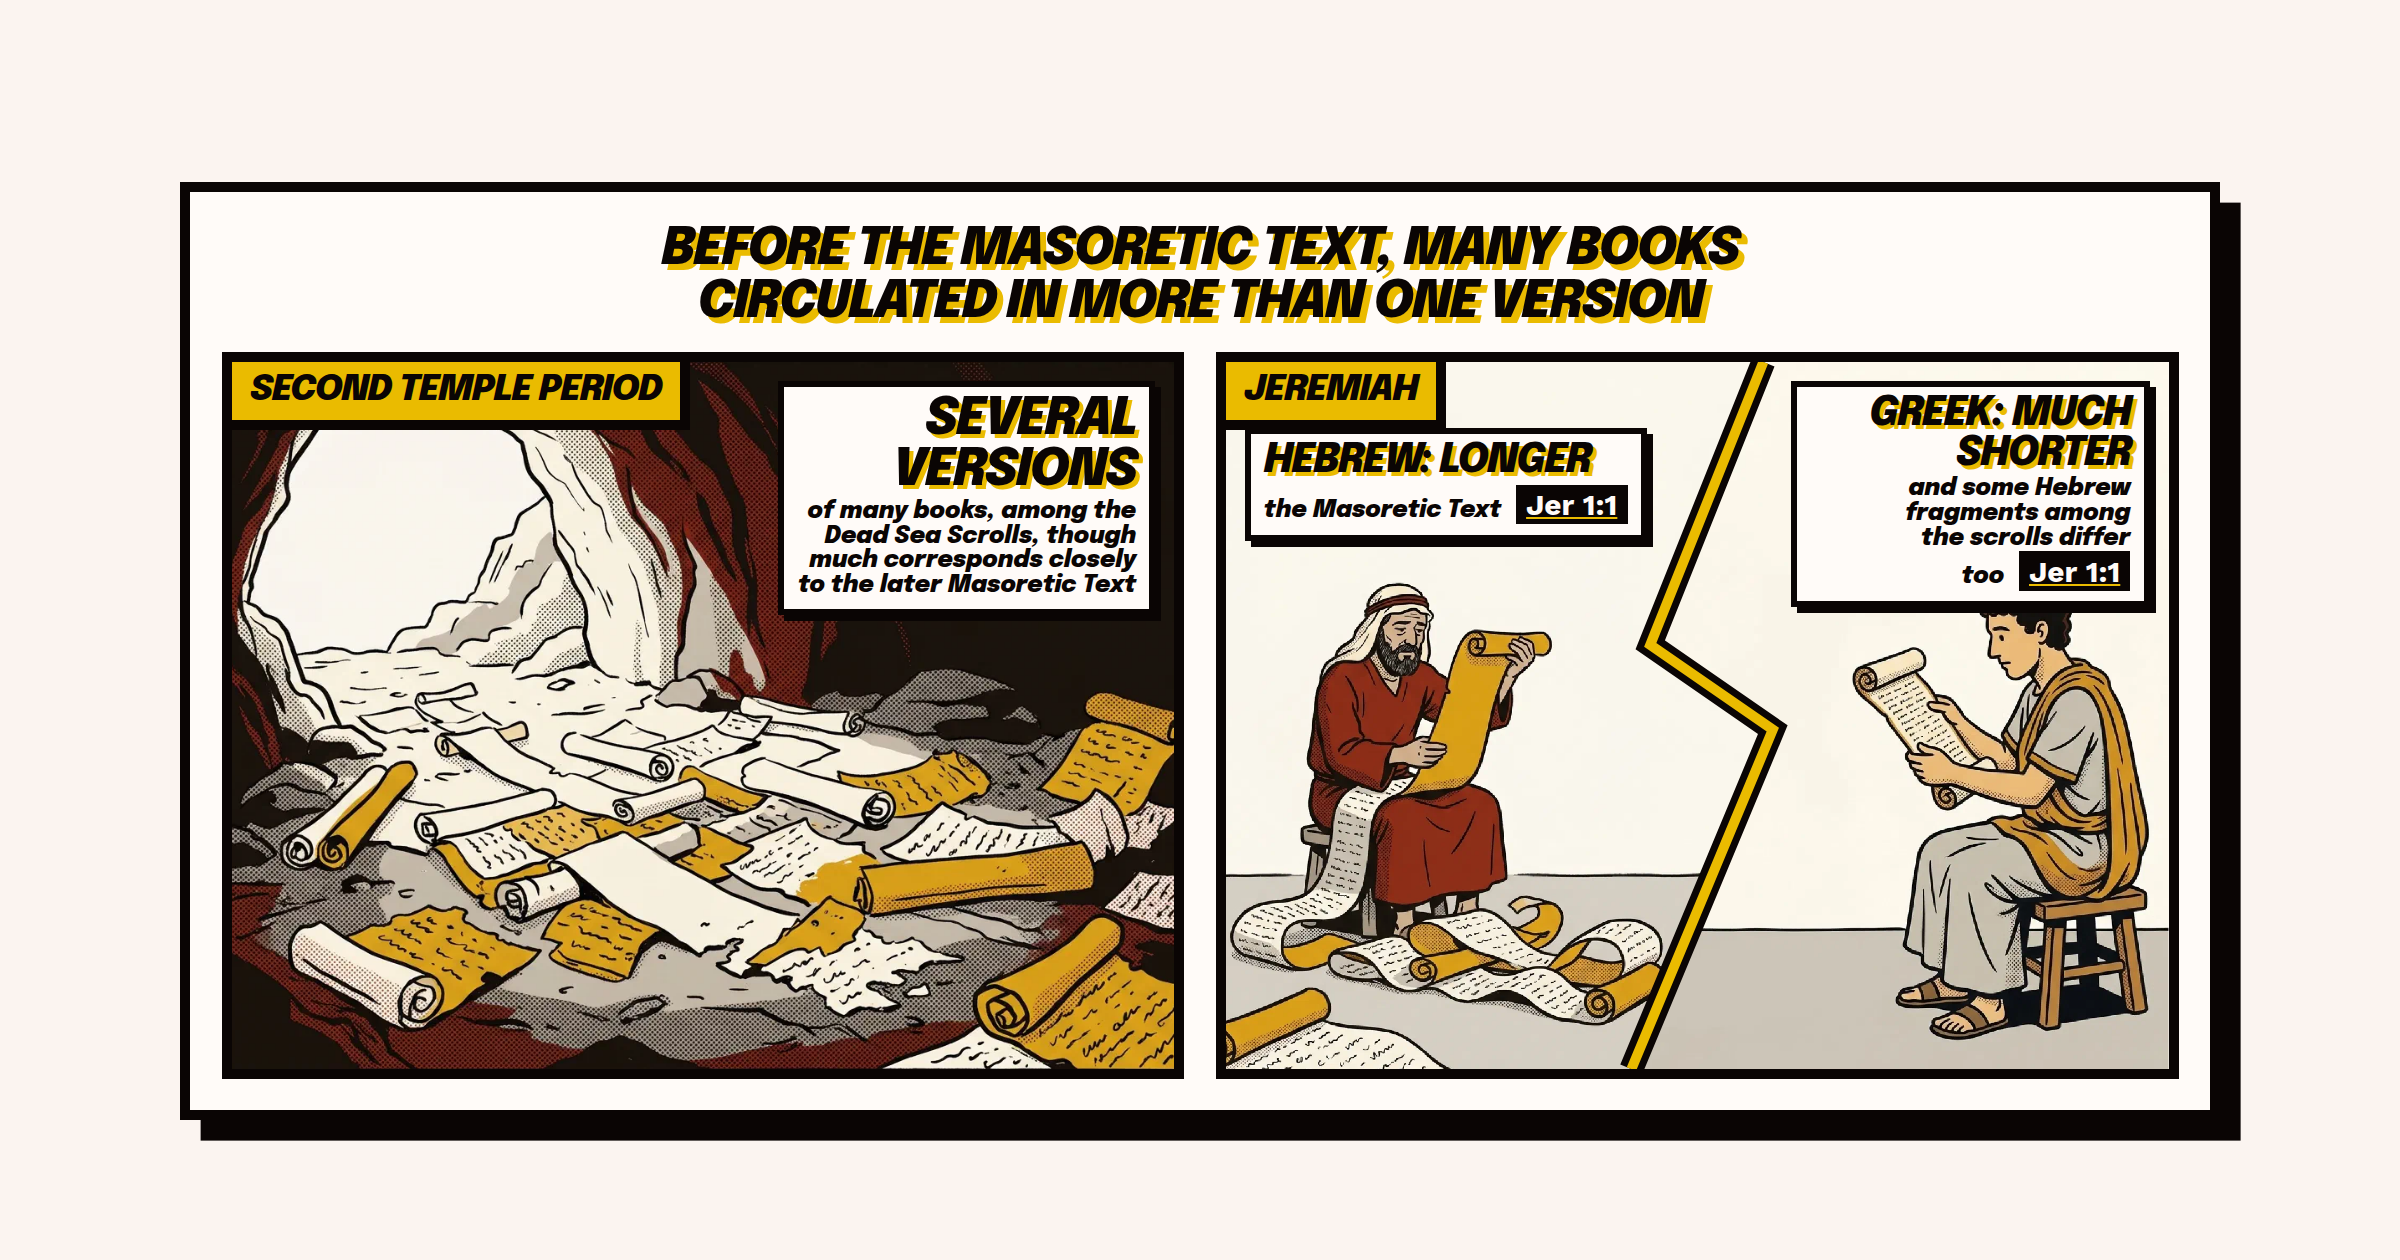 BEFORE THE MASORETIC TEXT, MANY BOOKS
CIRCULATED IN MORE THAN ONE VERSION
SECOND TEMPLE PERIOD
SEVERAL
VERSIONS
of many books, among the
Dead Sea Scrolls, though
much corresponds closely
to the later Masoretic Text
JEREMIAH
HEBREW: LONGER
the Masoretic Text Jer 1:1
GREEK: MUCH
SHORTER
and some Hebrew
fragments among
the scrolls differ
too Jer 1:1